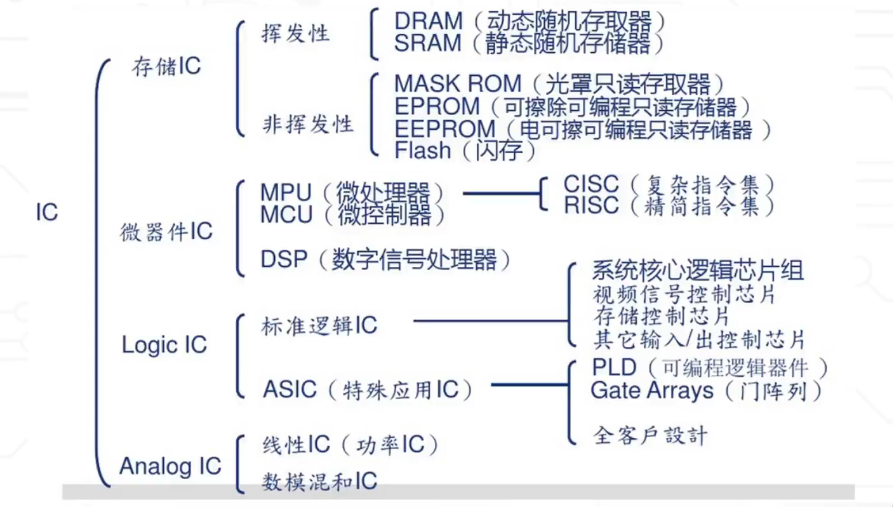 IC
存储IC
挥发性
DRAM（动态随机存取器）
SRAM（静态随机存储器）
非挥发性
MASK ROM（光罩只读存取器）
EPROM（可擦除可编程只读存储器）
EEPROM（电可擦可编程只读存储器 ）
Flash（闪存）
微器件IC
MPU（微处理器）
CISC（复杂指令集）
RISC（精简指令集）
MCU（微控制器）
DSP（数字信号处理器）
Logic IC
标准逻辑IC
系统核心逻辑芯片组
视频信号控制芯片
存储控制芯片
其它输入/出控制芯片
ASIC（特殊应用IC）
PLD（可编程逻辑器件 ）
Gate Arrays（门阵列）
全客戶設計
Analog IC
线性IC（功率IC）
数模混和IC